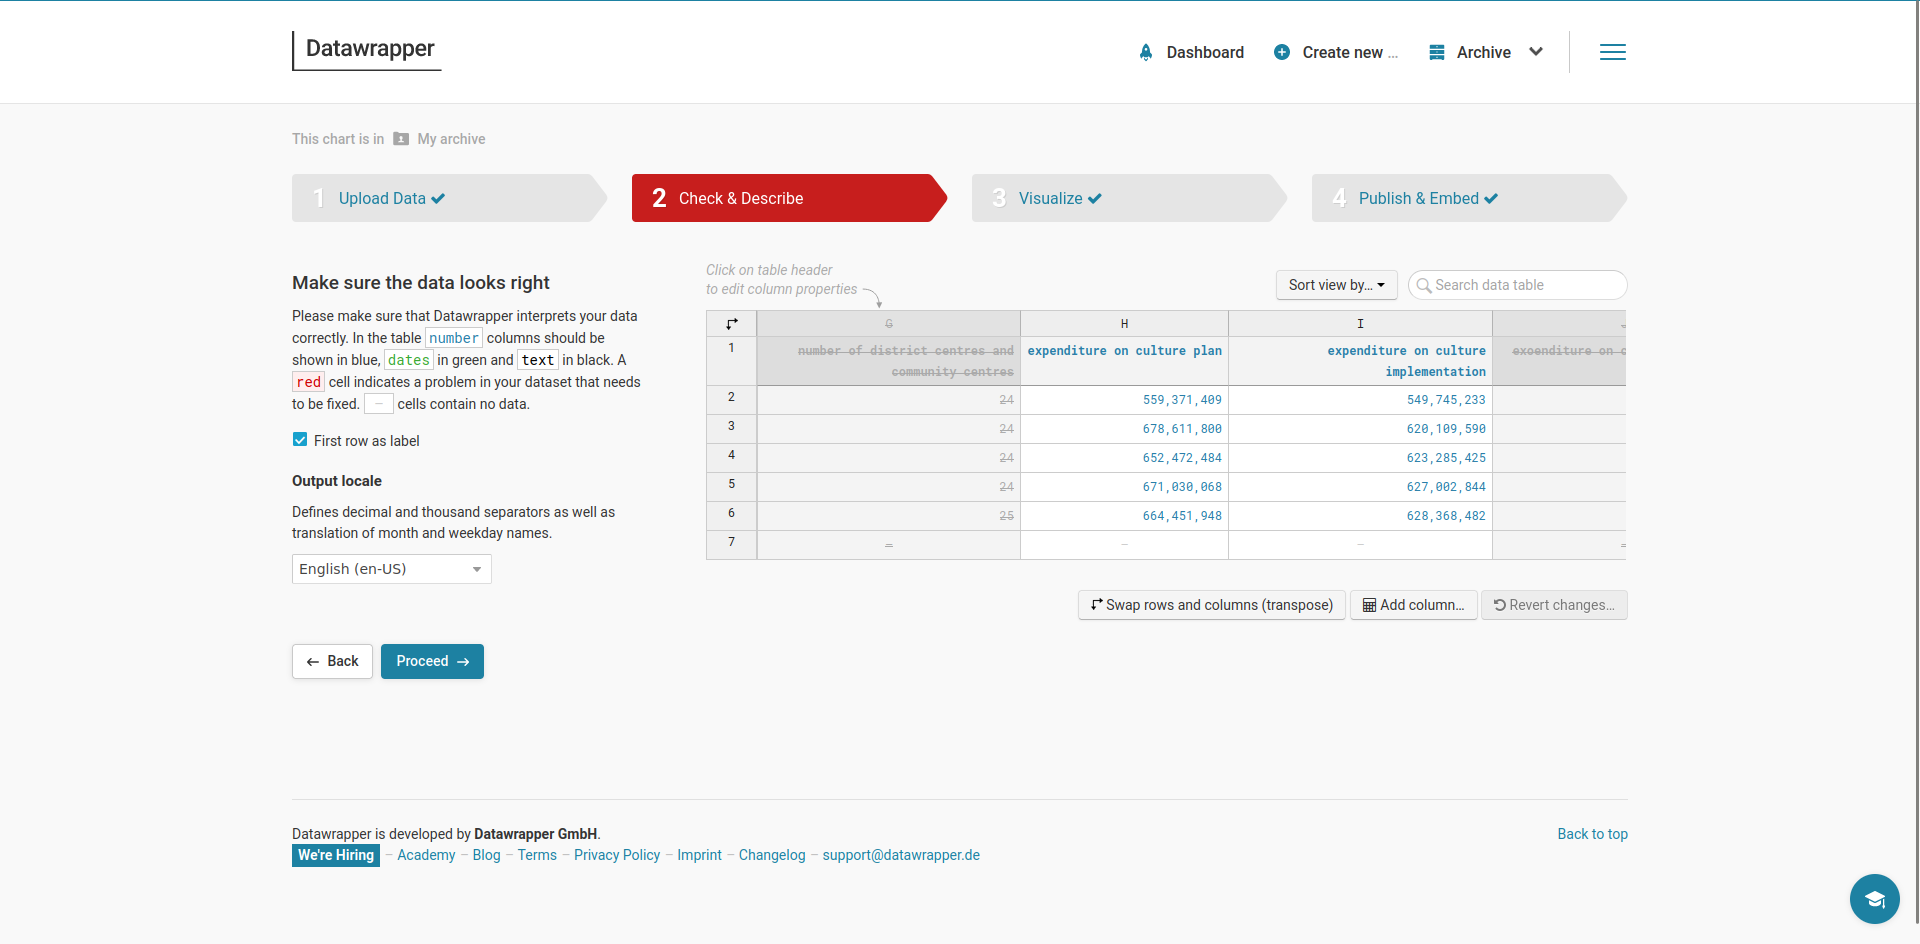 Datawrapper
Dashboard
Create new ...
Archive
This chart is in My archive
1 Upload Data
2 Check & Describe
3 Visualize
4 Publish & Embed
Make sure the data looks right
Please make sure that Datawrapper interprets your data
correctly. In the table number columns should be
shown in blue, dates in green and text in black. A
red cell indicates a problem in your dataset that needs
to be fixed. – cells contain no data.
First row as label
Output locale
Defines decimal and thousand separators as well as
translation of month and weekday names.
English (en-US)
Back
Proceed
Click on table header
to edit column properties
Sort view by...
Search data table
G H I
1 number of district centres and expenditure on culture plan expenditure on culture exoenditure on c
community centres implementation
2 24 559,371,409 549,745,233
3 24 678,611,800 620,109,590
4 24 652,472,484 623,285,425
5 24 671,030,068 627,002,844
6 25 664,451,948 628,368,482
7 – – – –
Swap rows and columns (transpose)
Add column...
Revert changes...
Datawrapper is developed by Datawrapper GmbH.
Back to top
We're Hiring – Academy – Blog – Terms – Privacy Policy – Imprint – Changelog – support@datawrapper.de